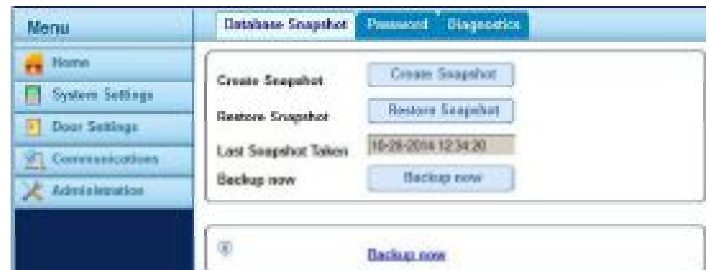 Menu
Database Snapshot Password Diagnostics
Home
System Settings
Door Settings
Communications
Administration
Create Snapshot Create Snapshot
Restore Snapshot Restore Snapshot
Last Snapshot Taken 10-28-2014 12:34:20
Backup now Backup now
Backup now